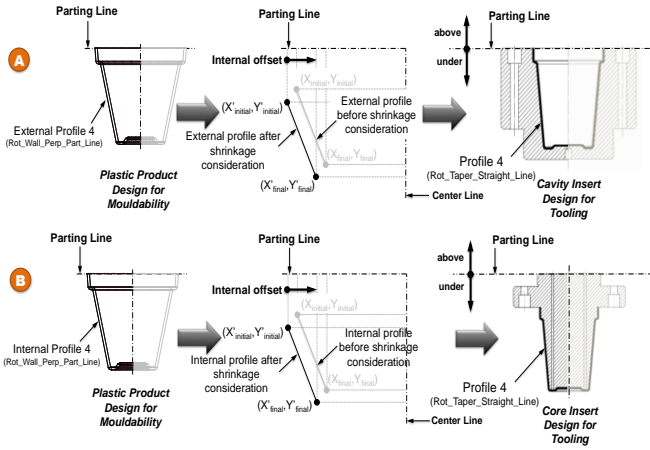 Parting Line
Parting Line
Parting Line
above
under
A
Internal offset
(X'initial,Y'initial)
(Xinitial,Yinitial)
External profile
before shrinkage
consideration
External Profile 4
(Rot_Wall_Perp_Part_Line)
External profile after
shrinkage
consideration
(Xfinal,Yfinal)
(X'final,Y'final)
Profile 4
(Rot_Taper_Straight_Line)
Plastic Product
Design for
Mouldability
Center Line
Cavity Insert
Design for
Tooling
Parting Line
Parting Line
Parting Line
above
under
B
Internal offset
(Xinitial,Yinitial)
(X'initial,Y'initial)
Internal profile
before shrinkage
consideration
Internal Profile 4
(Rot_Wall_Perp_Part_Line)
Internal profile after
shrinkage
consideration
(Xfinal,Yfinal)
(X'final,Y'final)
Profile 4
(Rot_Taper_Straight_Line)
Plastic Product
Design for
Mouldability
Center Line
Core Insert
Design for
Tooling